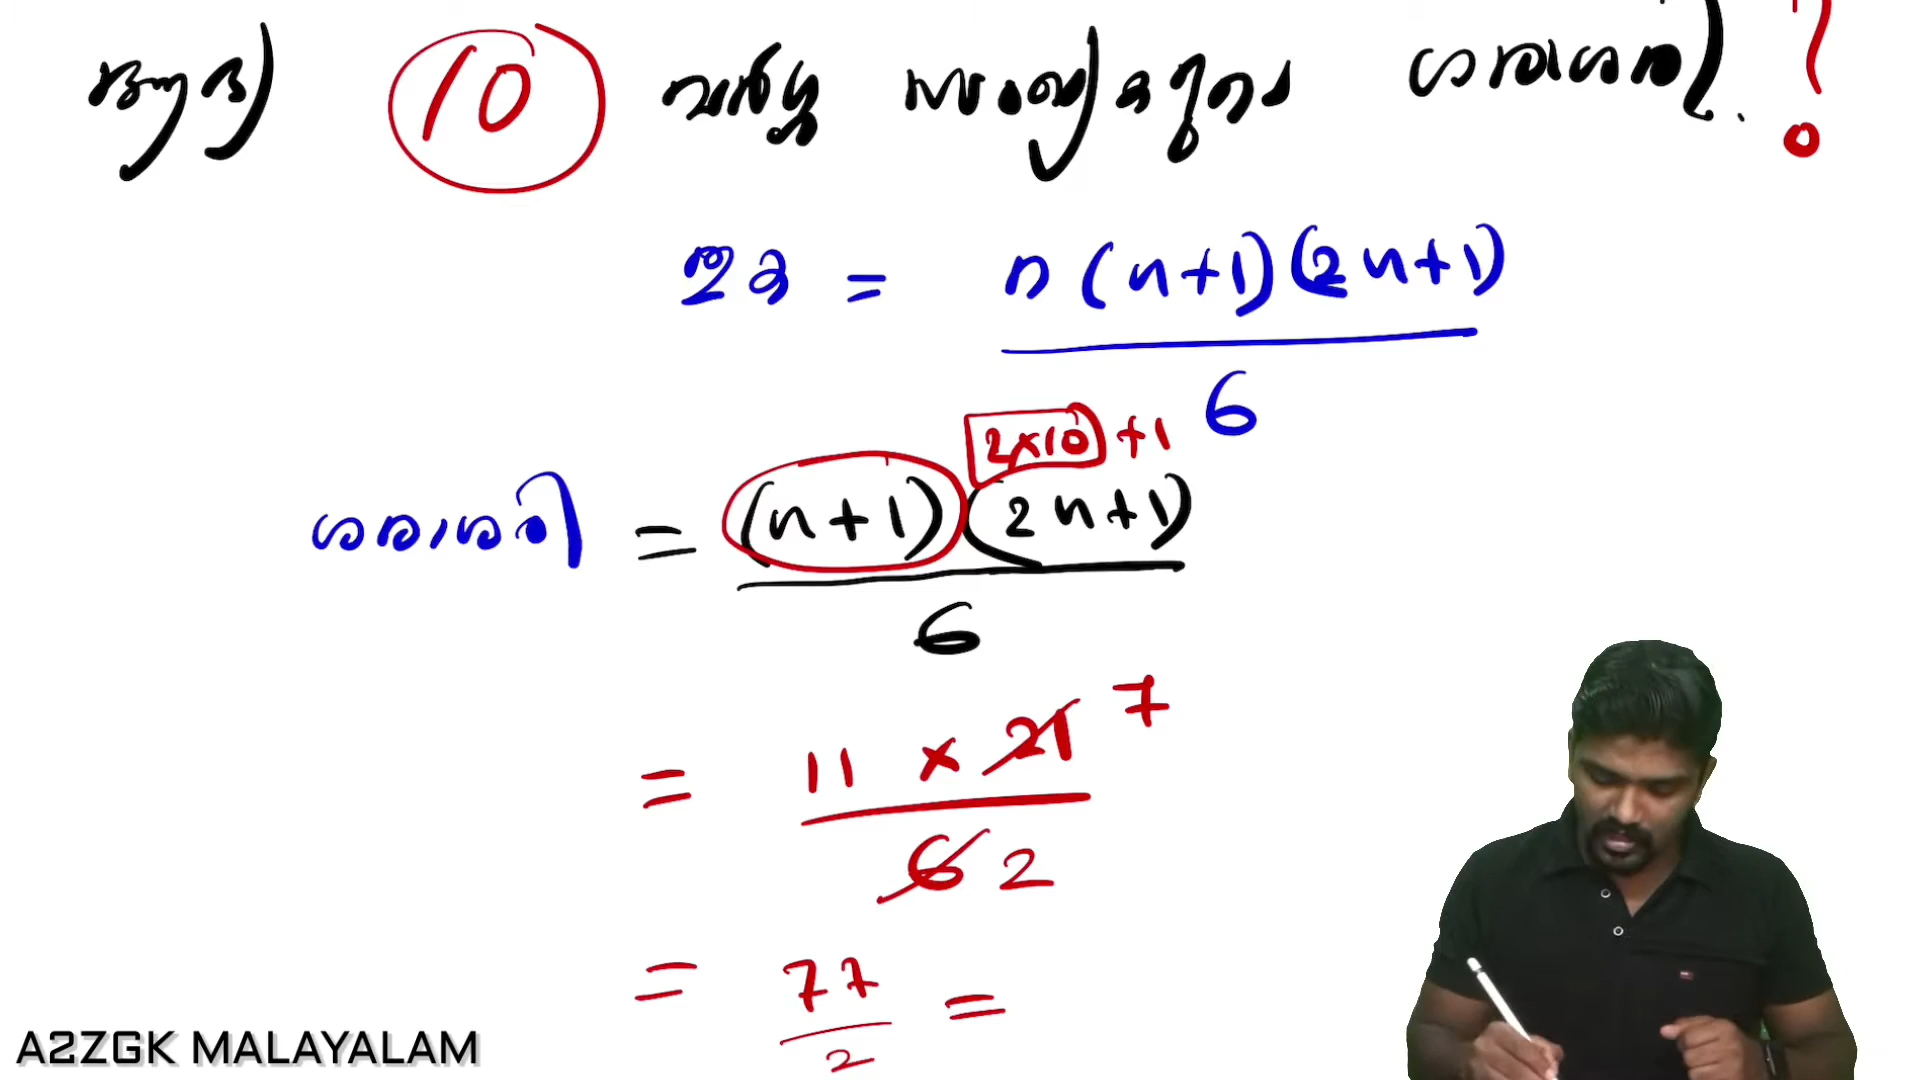 ആദ്യ 10 വർഗ്ഗ സംഖ്യകളുടെ ശരാശരി ?
തുക = n (n+1) (2n+1)
6
2×10 + 1
ശരാശരി = (n+1) (2n+1)
6
= 11 × 21 7
6 2
= 77 =
2
A2ZGK MALAYALAM